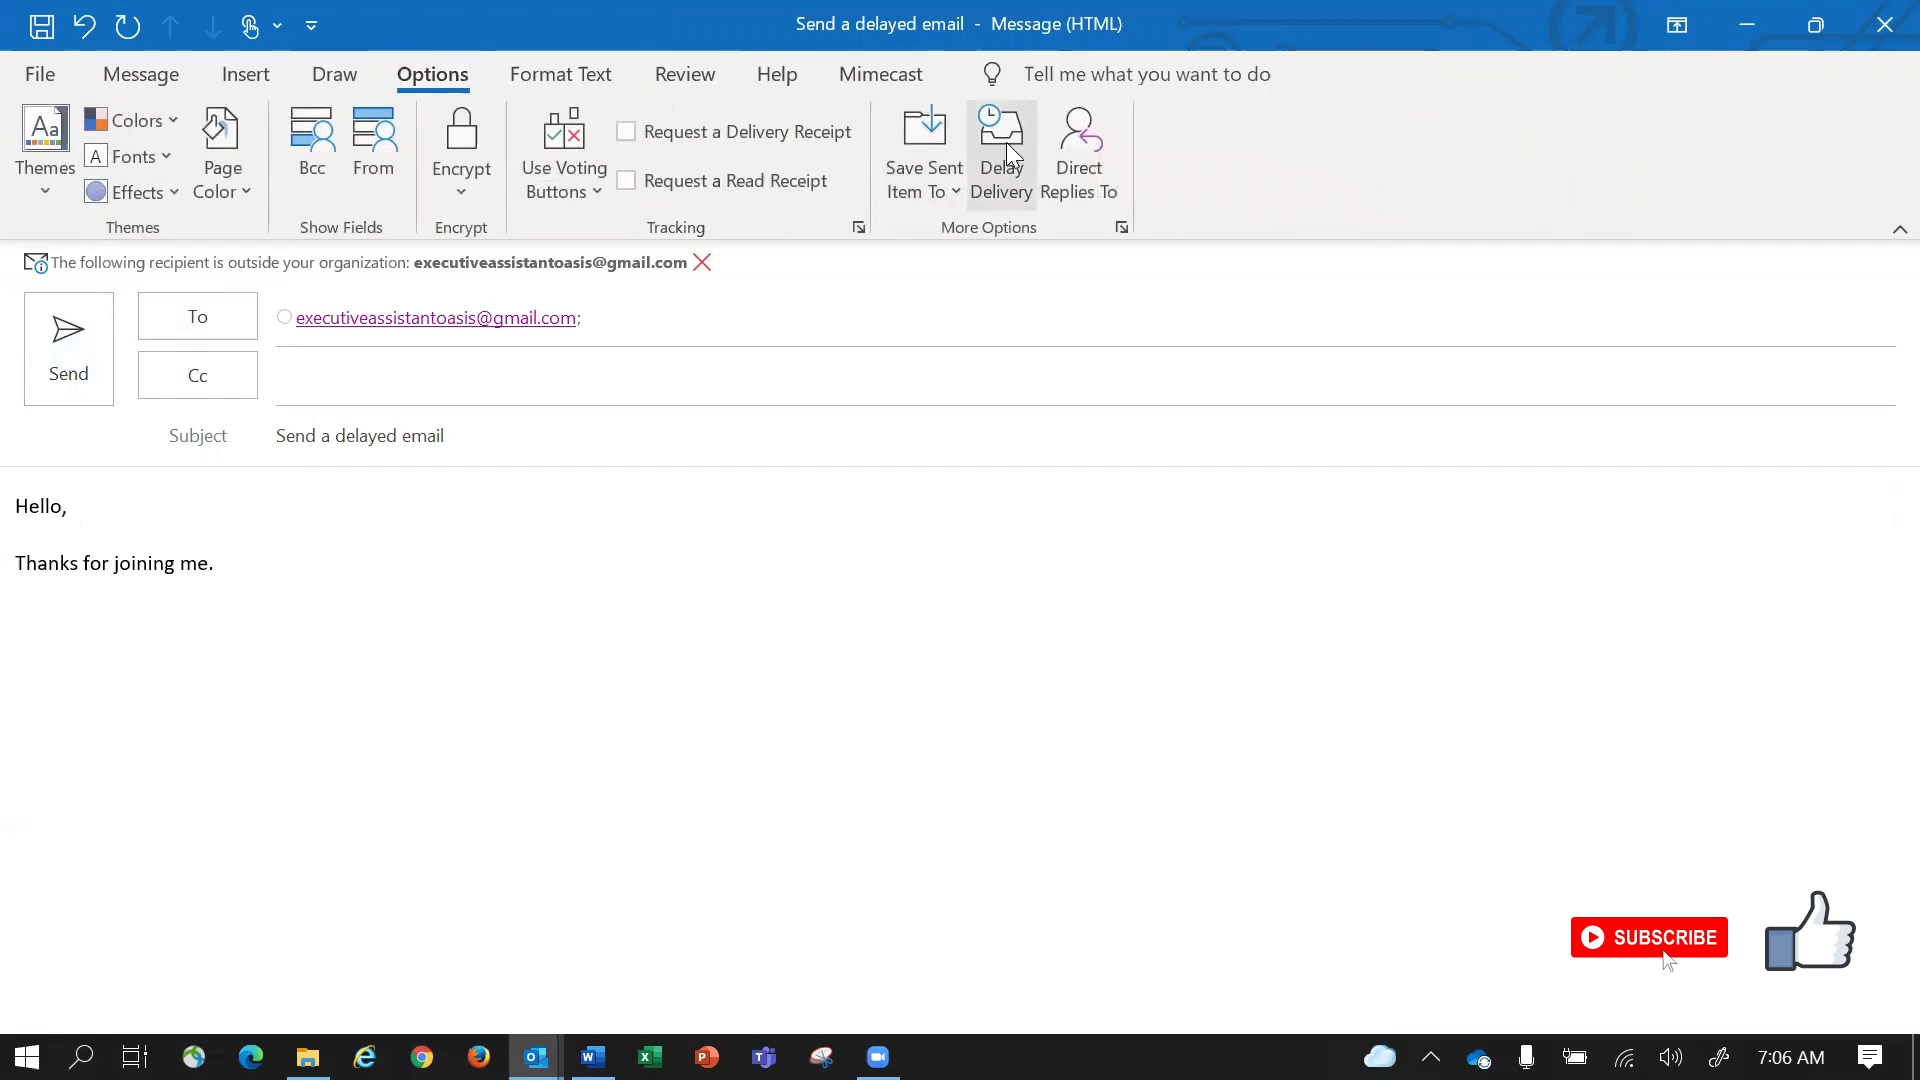 Send a delayed email - Message (HTML)
File Message Insert Draw Options Format Text Review Help Mimecast Tell me what you want to do
Aa Themes
Colors
A Fonts
Effects
Page Color
Themes
Bcc From
Show Fields
Encrypt
Encrypt
Use Voting Buttons
Request a Delivery Receipt
Request a Read Receipt
Tracking
Save Sent Item To
Delay Delivery
Direct Replies To
More Options
The following recipient is outside your organization: executiveassistantoasis@gmail.com
Send
To executiveassistantoasis@gmail.com;
Cc
Subject Send a delayed email
Hello,
Thanks for joining me.
SUBSCRIBE
7:06 AM